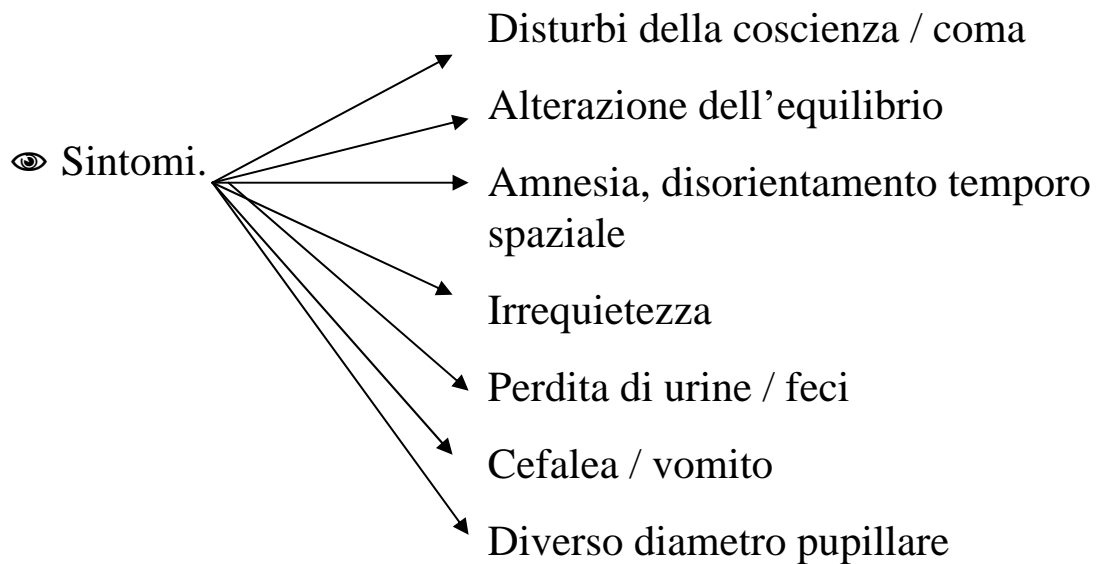 Disturbi della coscienza / coma
Alterazione dell’equilibrio
👁 Sintomi.
Amnesia, disorientamento temporo
spaziale
Irrequietezza
Perdita di urine / feci
Cefalea / vomito
Diverso diametro pupillare